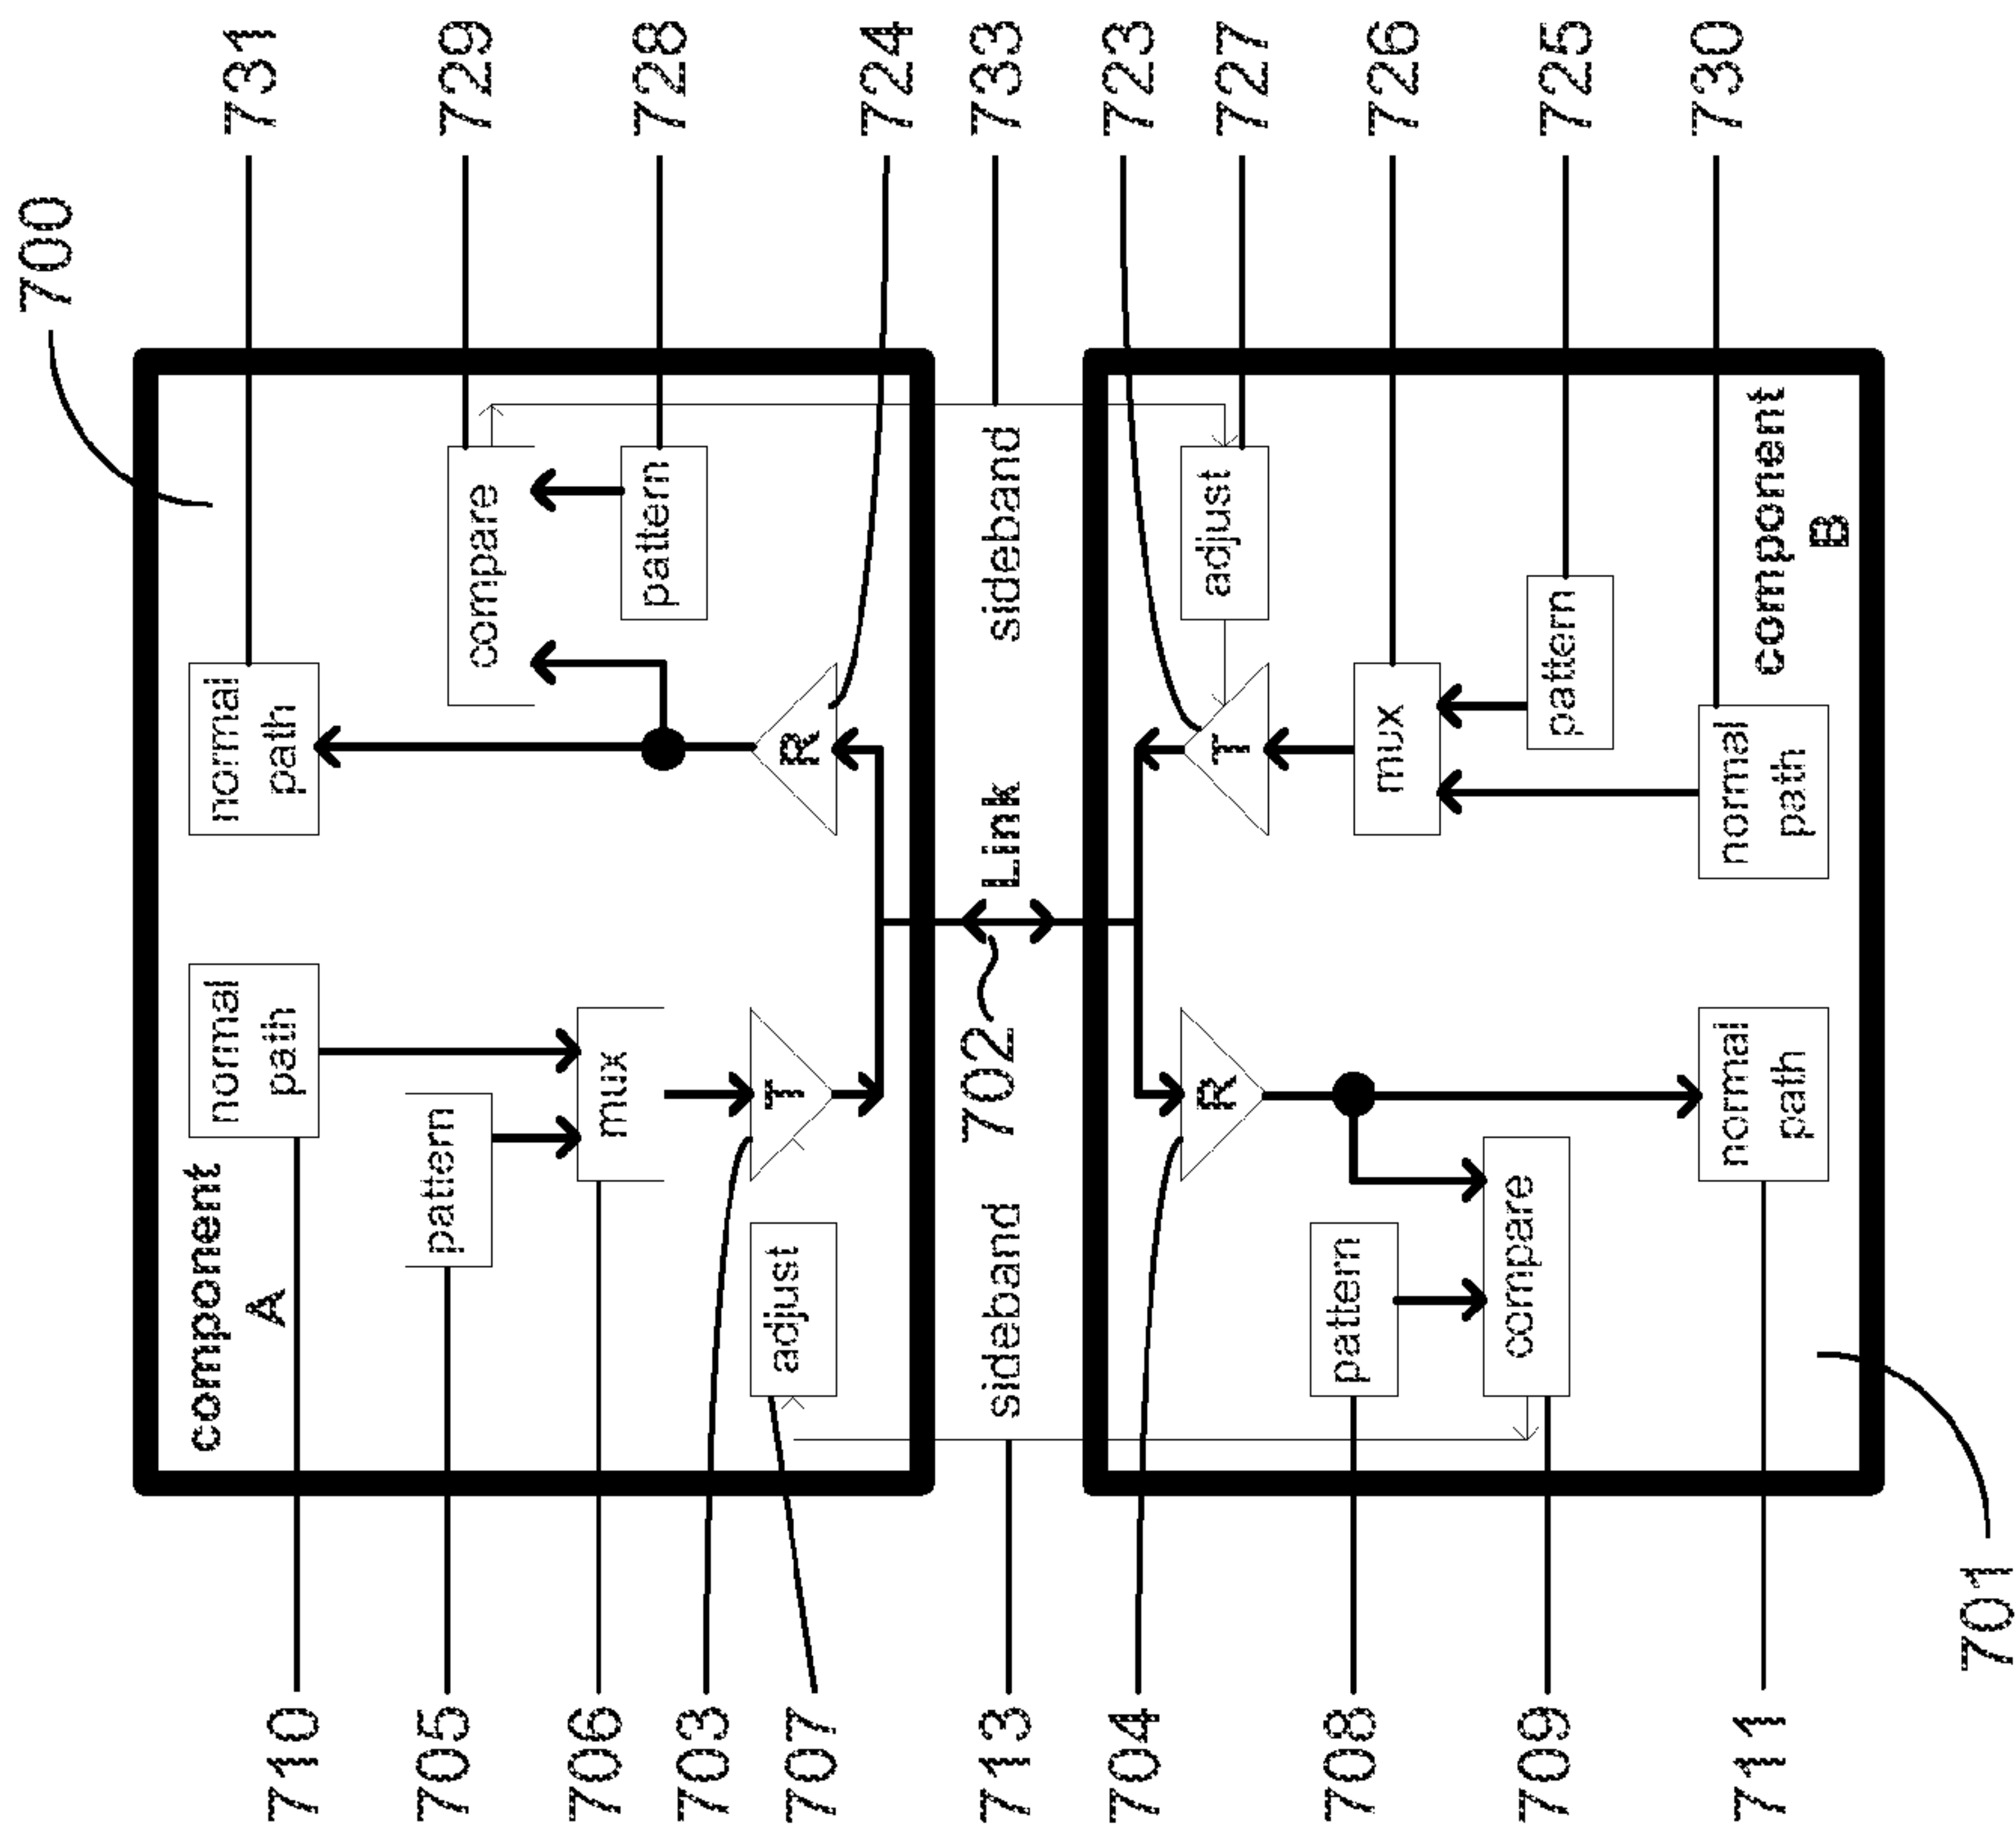 700
731
729
728
724
733
723
727
726
725
730
normal
path
compare
pattern
R
component
A
normal
path
pattern
mux
T
adjust
sideband
Link
702
sideband
adjust
T
mux
pattern
normal
path
component
B
R
pattern
compare
normal
path
710
705
706
703
707
713
704
708
709
711
701